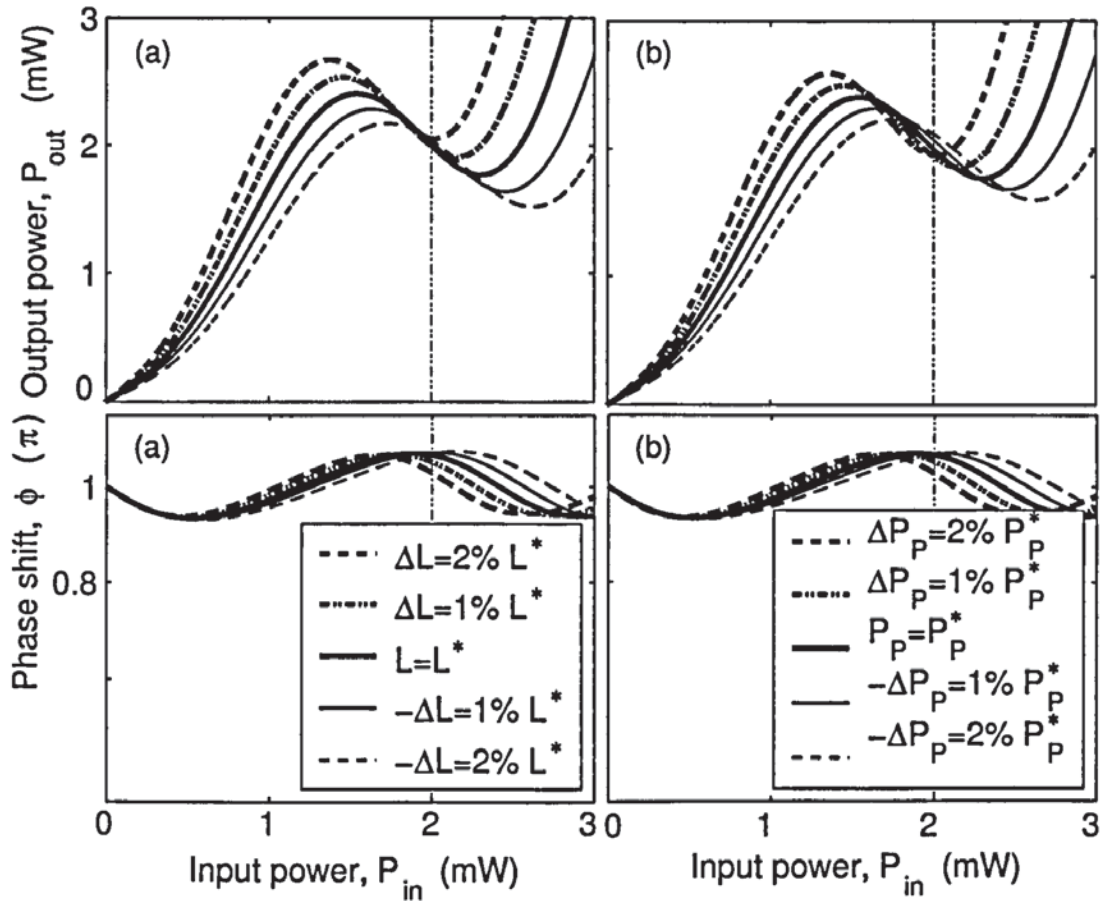 Output power, P_out (mW)
3
2
1
0
(a)
(b)
Phase shift, ϕ (π)
1
0.8
(a)
ΔL=2% L*
ΔL=1% L*
L=L*
−ΔL=1% L*
−ΔL=2% L*
(b)
ΔP_P=2% P_P*
ΔP_P=1% P_P*
P_P=P_P*
−ΔP_P=1% P_P*
−ΔP_P=2% P_P*
0 1 2 3
0 1 2 3
Input power, P_in (mW)
Input power, P_in (mW)